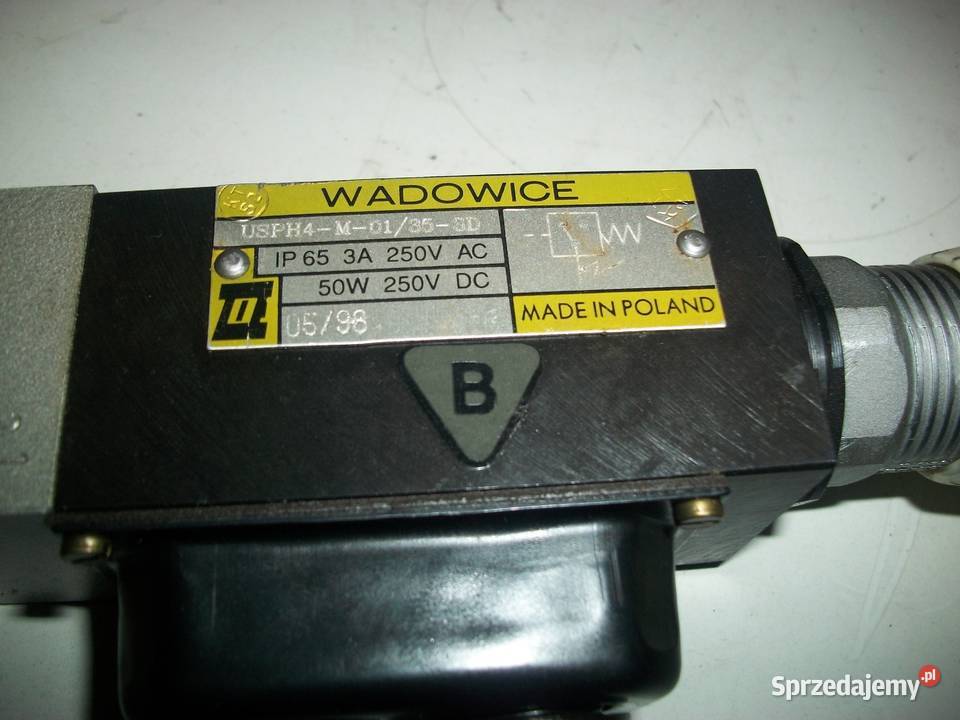 WADOWICE
USPH4-M-01/35-3D
IP 65 3A 250V AC
50W 250V DC
05/98
MADE IN POLAND
B
Sprzedajemy.pl